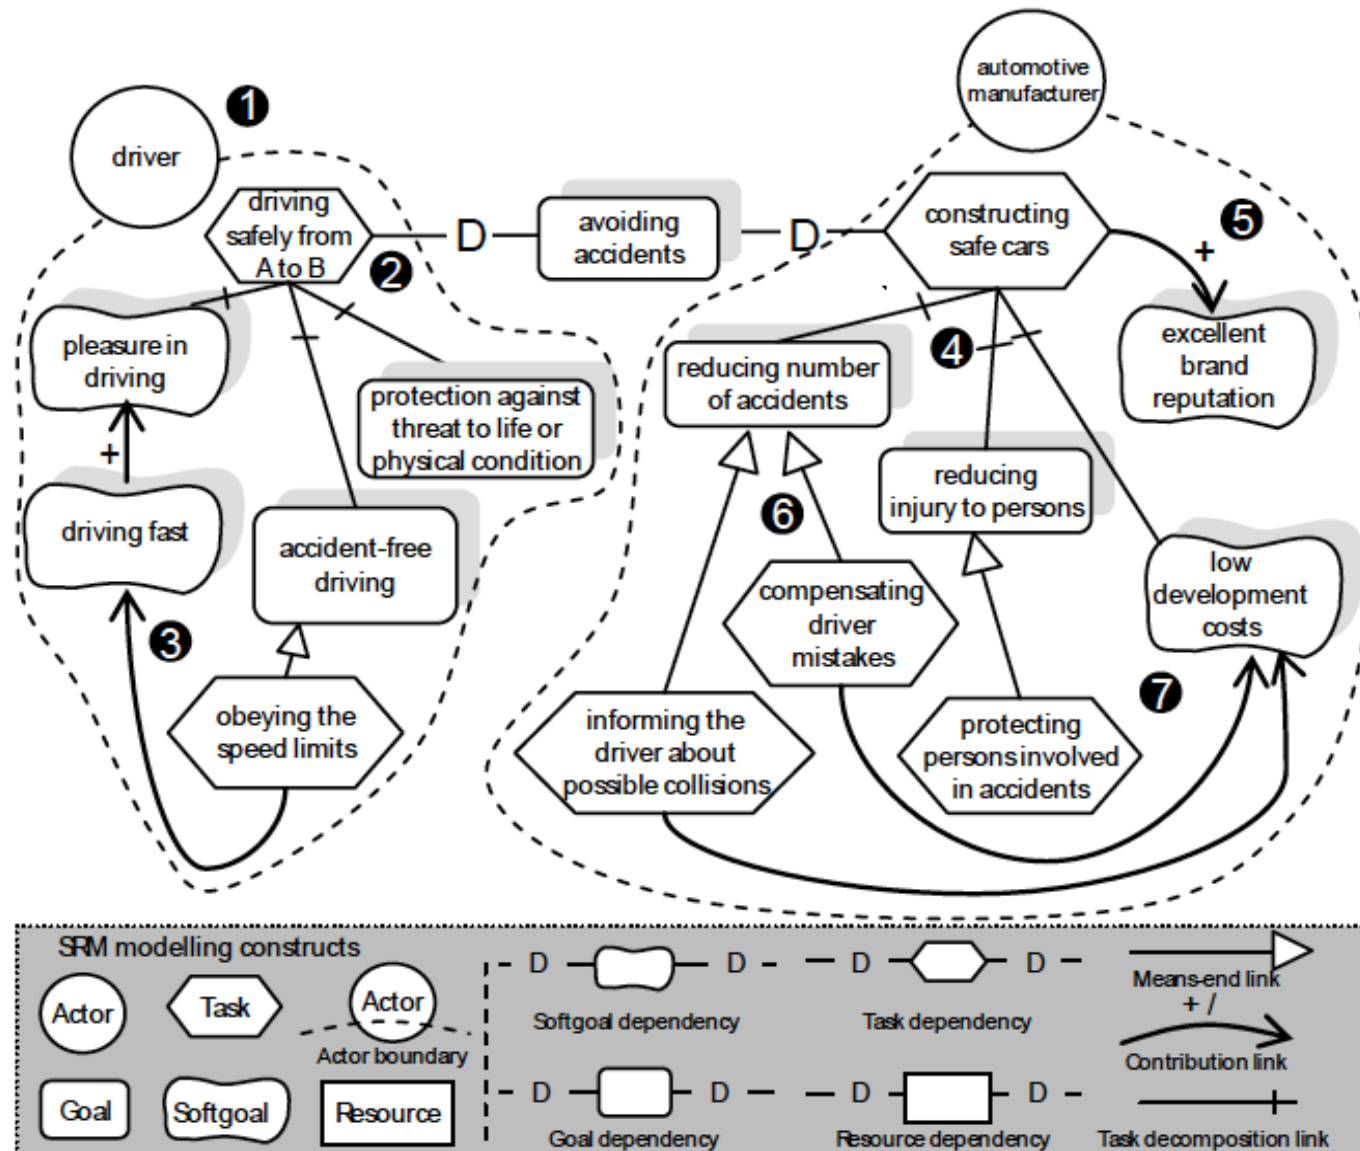 1
driver
automotive
manufacturer
driving
safely from
A to B
2
D
avoiding
accidents
D
constructing
safe cars
5
+
excellent
brand
reputation
pleasure in
driving
+
driving fast
3
protection against
threat to life or
physical condition
accident-free
driving
obeying the
speed limits
reducing number
of accidents
4
reducing
injury to persons
6
compensating
driver
mistakes
low
development
costs
7
informing the
driver about
possible collisions
protecting
persons involved
in accidents
SRM modelling constructs
Actor
Task
Actor
Actor boundary
Goal
Softgoal
Resource
D D
Softgoal dependency
D D
Task dependency
D D
Goal dependency
D D
Resource dependency
Means-end link
+ /
Contribution link
Task decomposition link